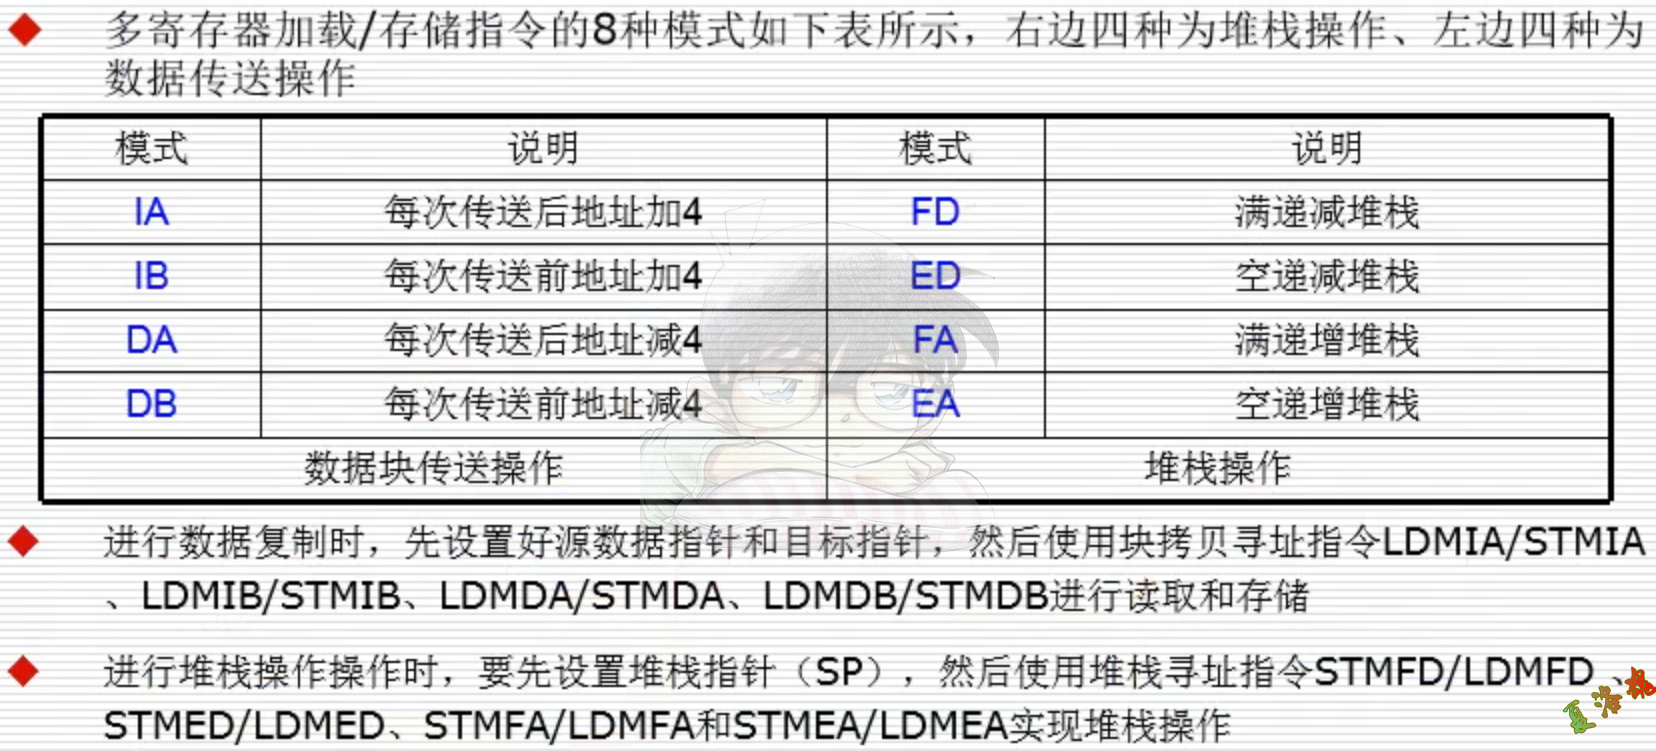 多寄存器加载/存储指令的8种模式如下表所示，右边四种为堆栈操作、左边四种为
数据传送操作
模式 说明 模式 说明
IA 每次传送后地址加4 FD 满递减堆栈
IB 每次传送前地址加4 ED 空递减堆栈
DA 每次传送后地址减4 FA 满递增堆栈
DB 每次传送前地址减4 EA 空递增堆栈
数据块传送操作 堆栈操作
进行数据复制时，先设置好源数据指针和目标指针，然后使用块拷贝寻址指令LDMIA/STMIA
、LDMIB/STMIB、LDMDA/STMDA、LDMDB/STMDB进行读取和存储
进行堆栈操作操作时，要先设置堆栈指针（SP），然后使用堆栈寻址指令STMFD/LDMFD 、
STMED/LDMED、STMFA/LDMFA和STMEA/LDMEA实现堆栈操作